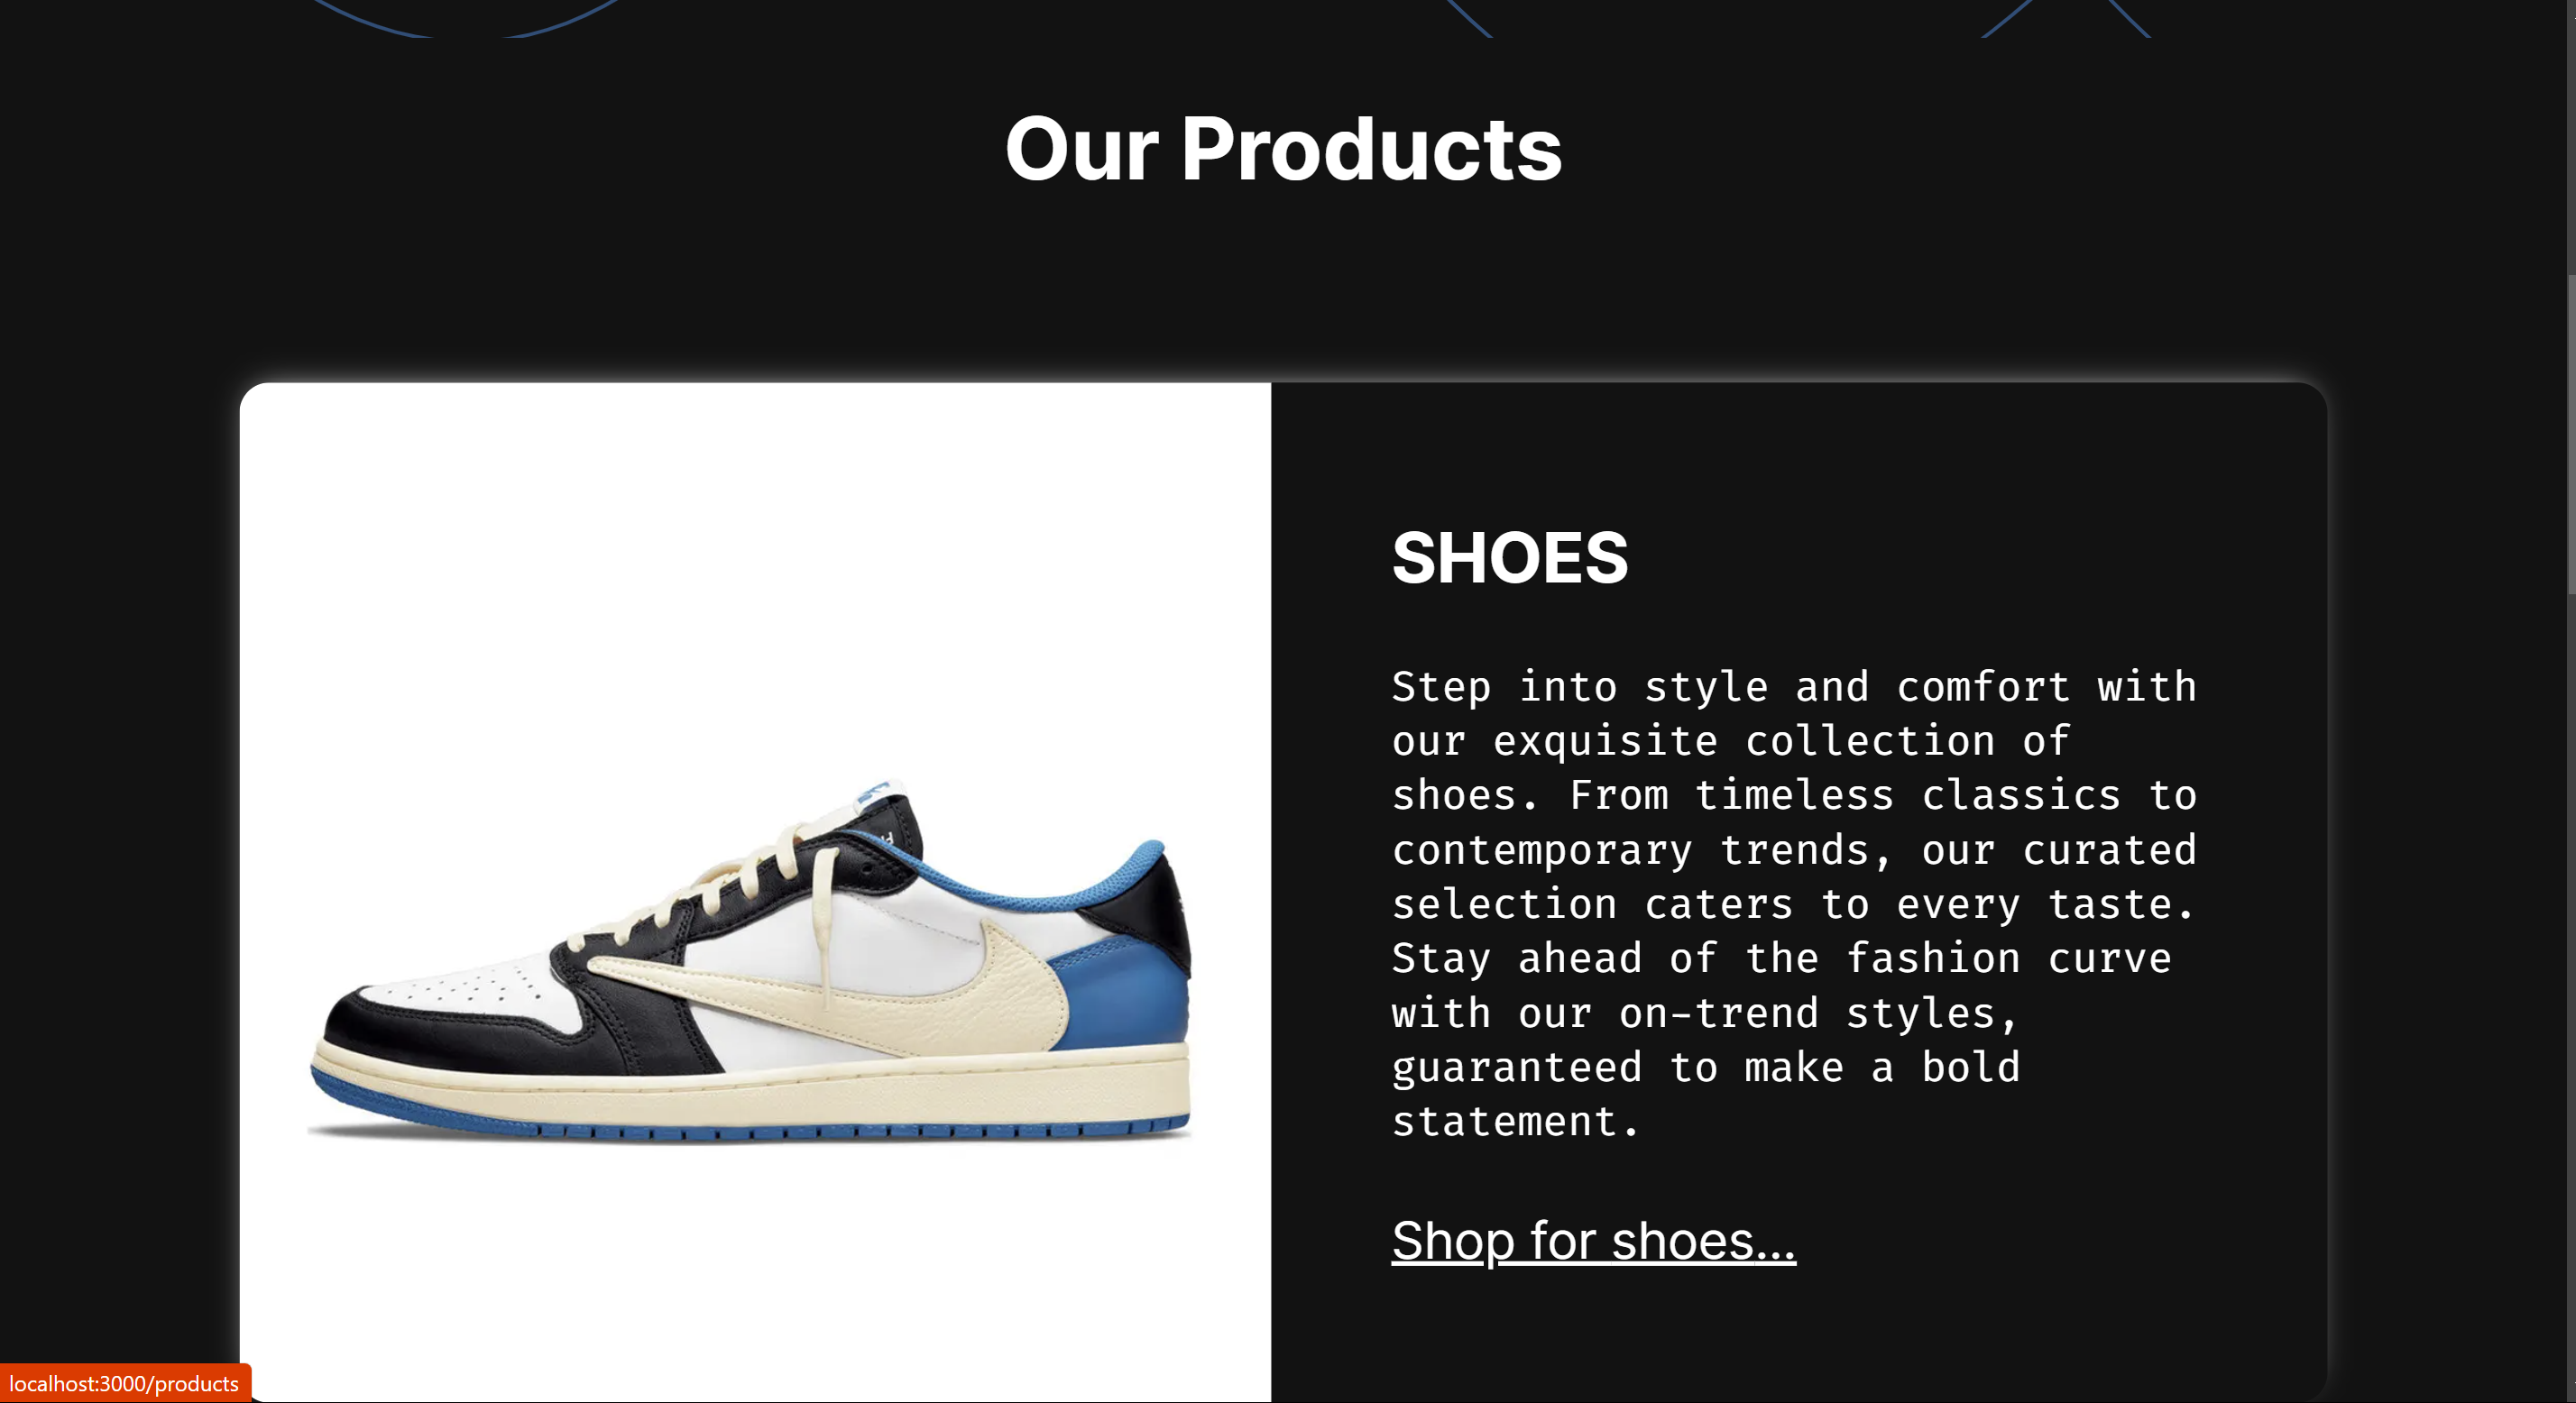 Our Products
SHOES
Step into style and comfort with
our exquisite collection of
shoes. From timeless classics to
contemporary trends, our curated
selection caters to every taste.
Stay ahead of the fashion curve
with our on-trend styles,
guaranteed to make a bold
statement.
Shop for shoes...
localhost:3000/products